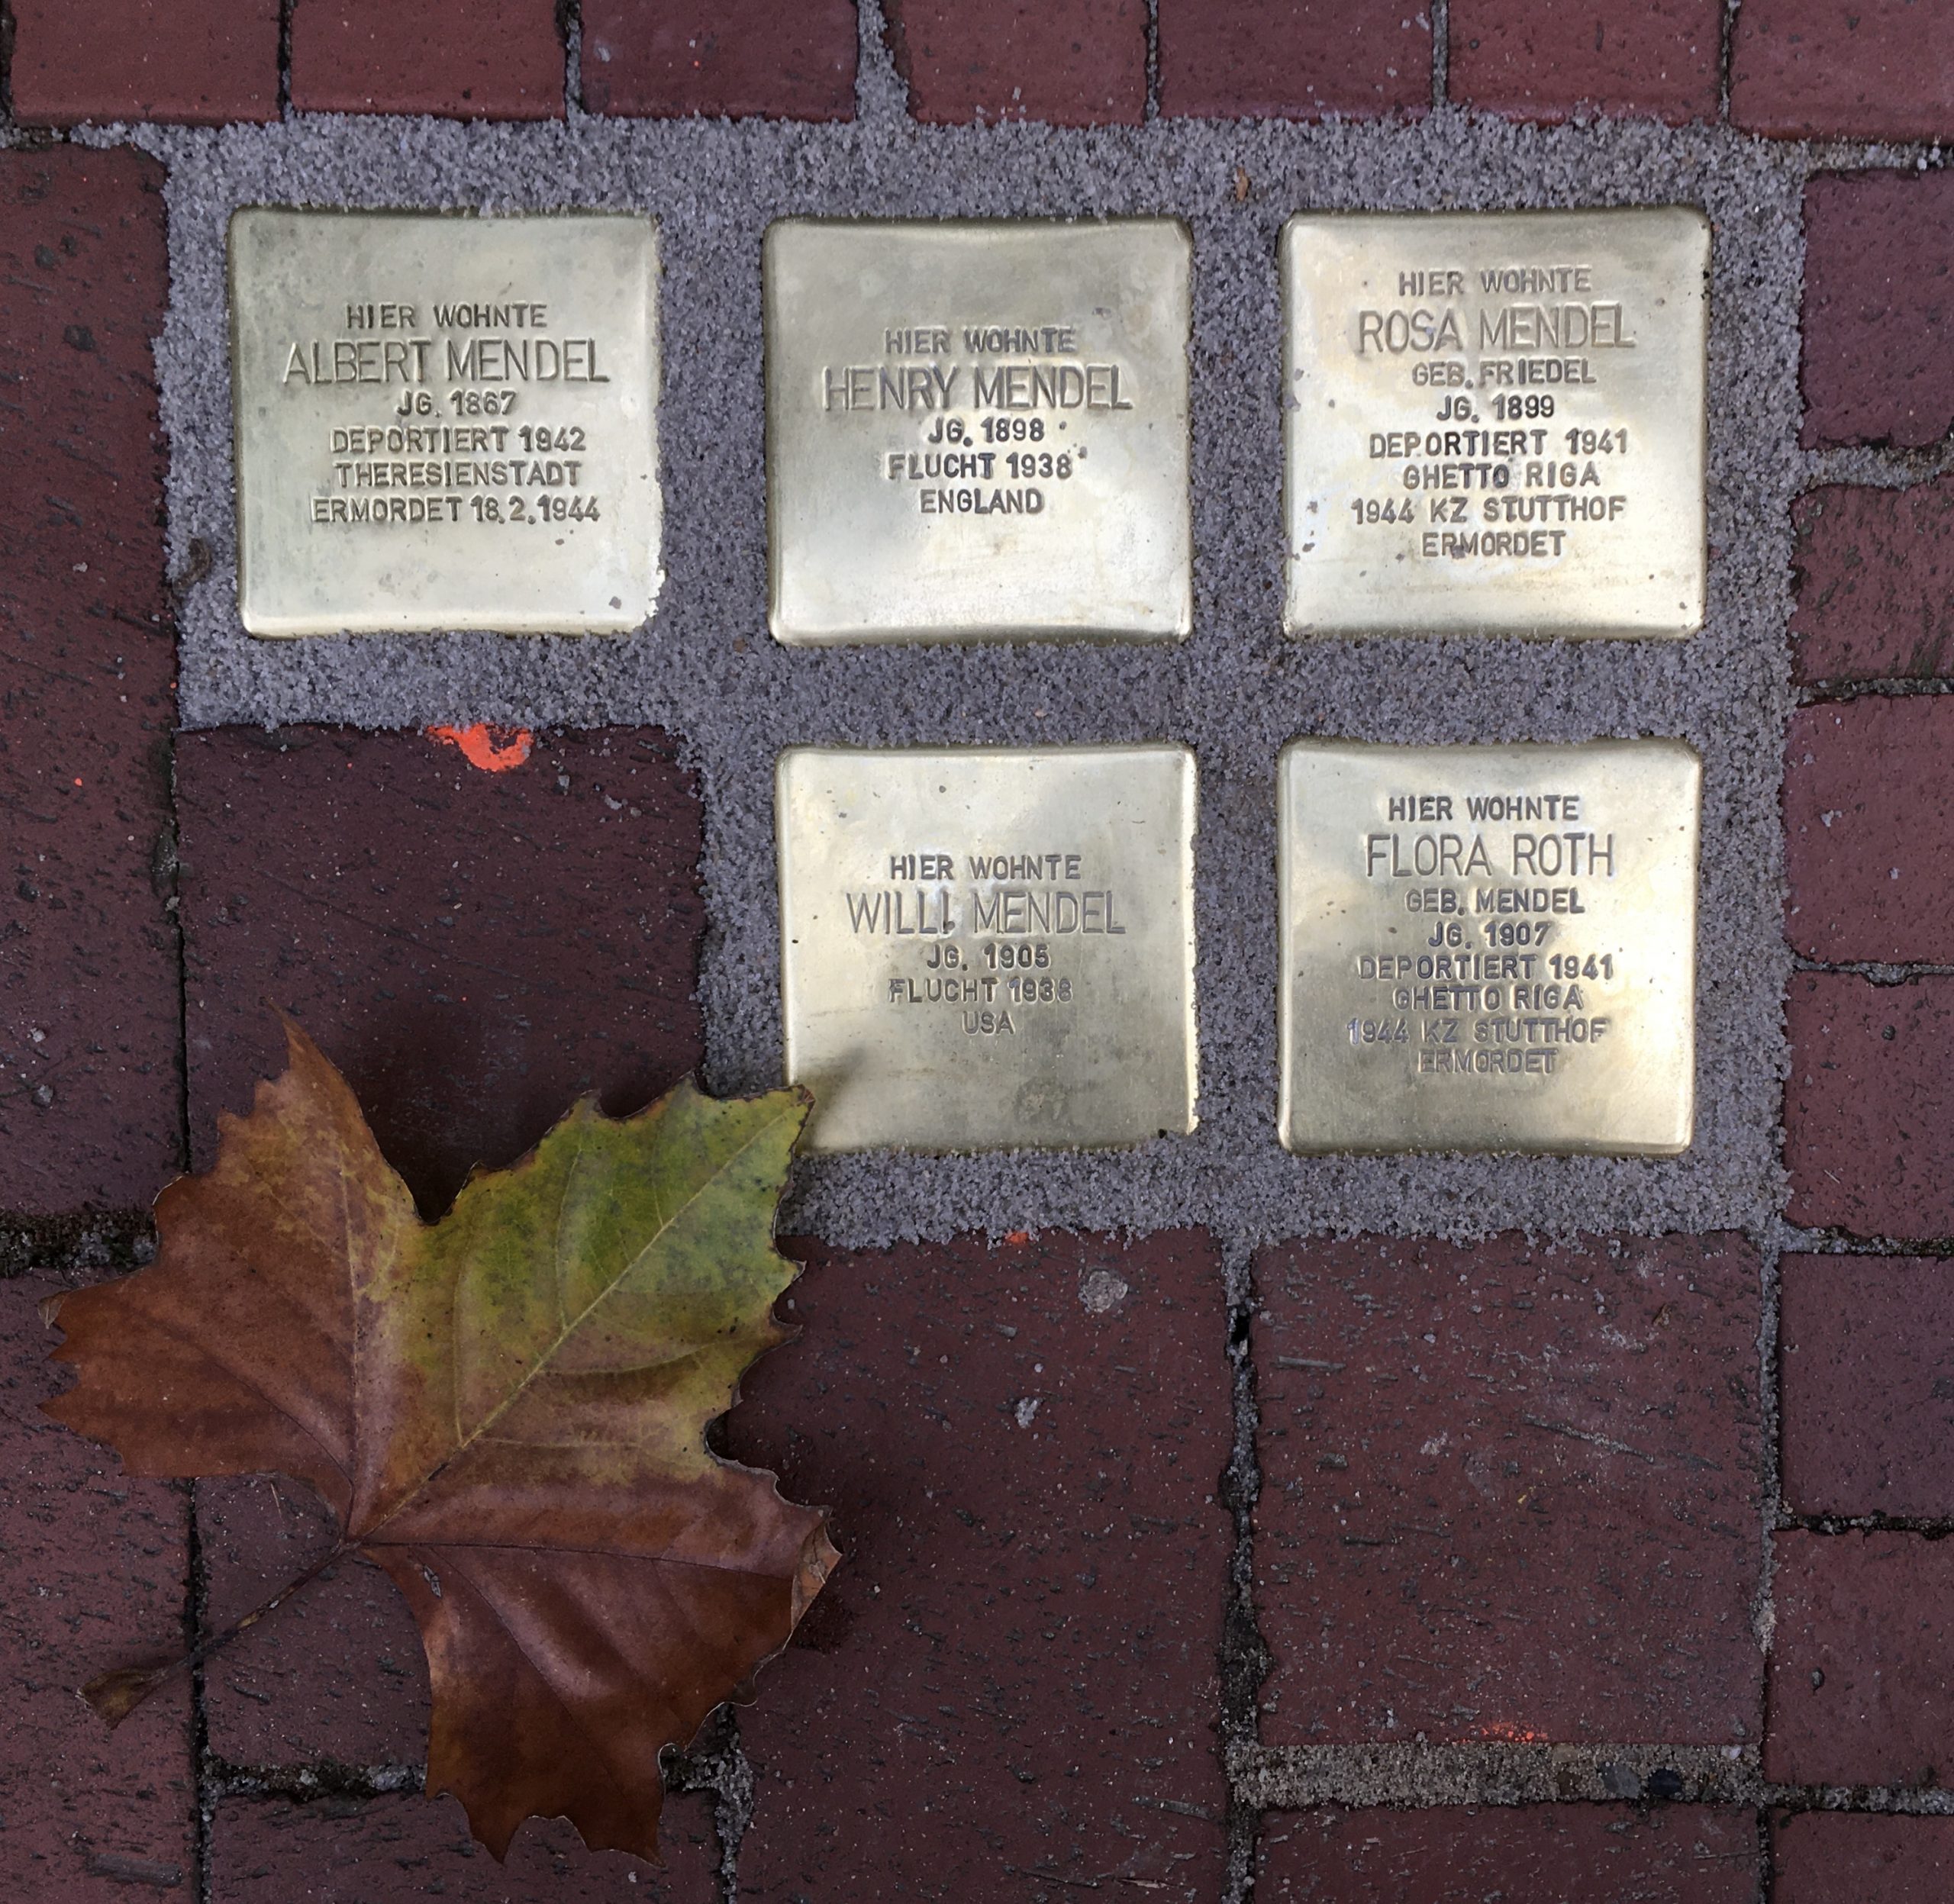 HIER WOHNTE
ALBERT MENDEL
JG. 1867
DEPORTIERT 1942
THERESIENSTADT
ERMORDET 18.2.1944
HIER WOHNTE
HENRY MENDEL
JG. 1898
FLUCHT 1938
ENGLAND
HIER WOHNTE
ROSA MENDEL
GEB. FRIEDEL
JG. 1899
DEPORTIERT 1941
GHETTO RIGA
1944 KZ STUTTHOF
ERMORDET
HIER WOHNTE
WILLI MENDEL
JG. 1905
FLUCHT 1938
USA
HIER WOHNTE
FLORA ROTH
GEB. MENDEL
JG. 1907
DEPORTIERT 1941
GHETTO RIGA
1944 KZ STUTTHOF
ERMORDET